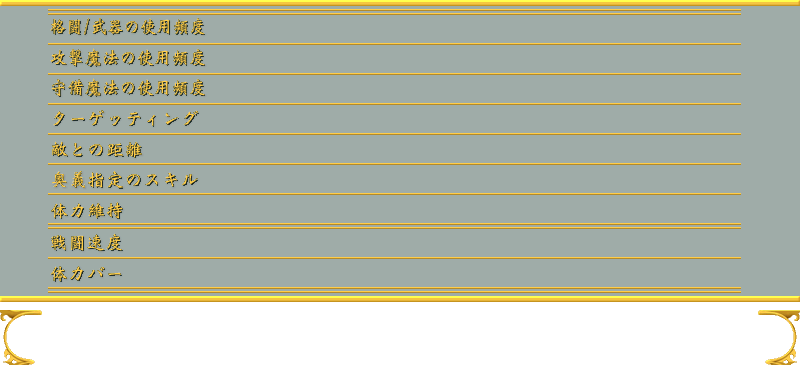 格闘/武器の使用頻度
攻撃魔法の使用頻度
守備魔法の使用頻度
ターゲッティング
敵との距離
奥義指定のスキル
体力維持
戦闘速度
体力バー